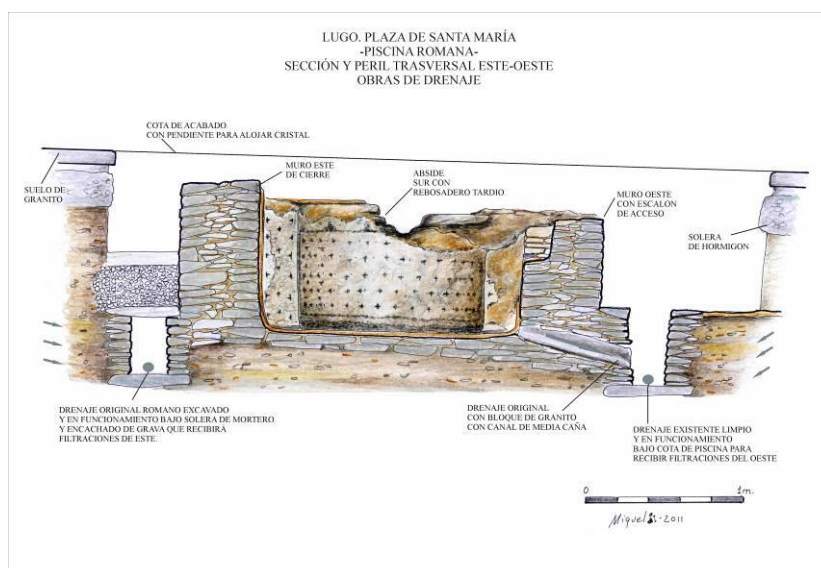 LUGO. PLAZA DE SANTA MARÍA
-PISCINA ROMANA-
SECCIÓN Y PERIL TRASVERSAL ESTE-OESTE
OBRAS DE DRENAJE
COTA DE ACABADO
CON PENDIENTE PARA ALOJAR CRISTAL
SUELO DE
GRANITO
MURO ESTE
DE CIERRE
ABSIDE
SUR CON
REBOSADERO TARDIO
MURO OESTE
CON ESCALON
DE ACCESO
SOLERA
DE HORMIGON
DRENAJE ORIGINAL ROMANO EXCAVADO
Y EN FUNCIONAMIENTO BAJO SOLERA DE MORTERO
Y ENCACHADO DE GRAVA QUE RECIBIRÁ
FILTRACIONES DE ESTE.
DRENAJE ORIGINAL
CON BLOQUE DE GRANITO
CON CANAL DE MEDIA CAÑA
DRENAJE EXISTENTE LIMPIO
Y EN FUNCIONAMIENTO
BAJO COTA DE PISCINA PARA
RECIBIR FILTRACIONES DEL OESTE
0 1m.
Miguel 2011